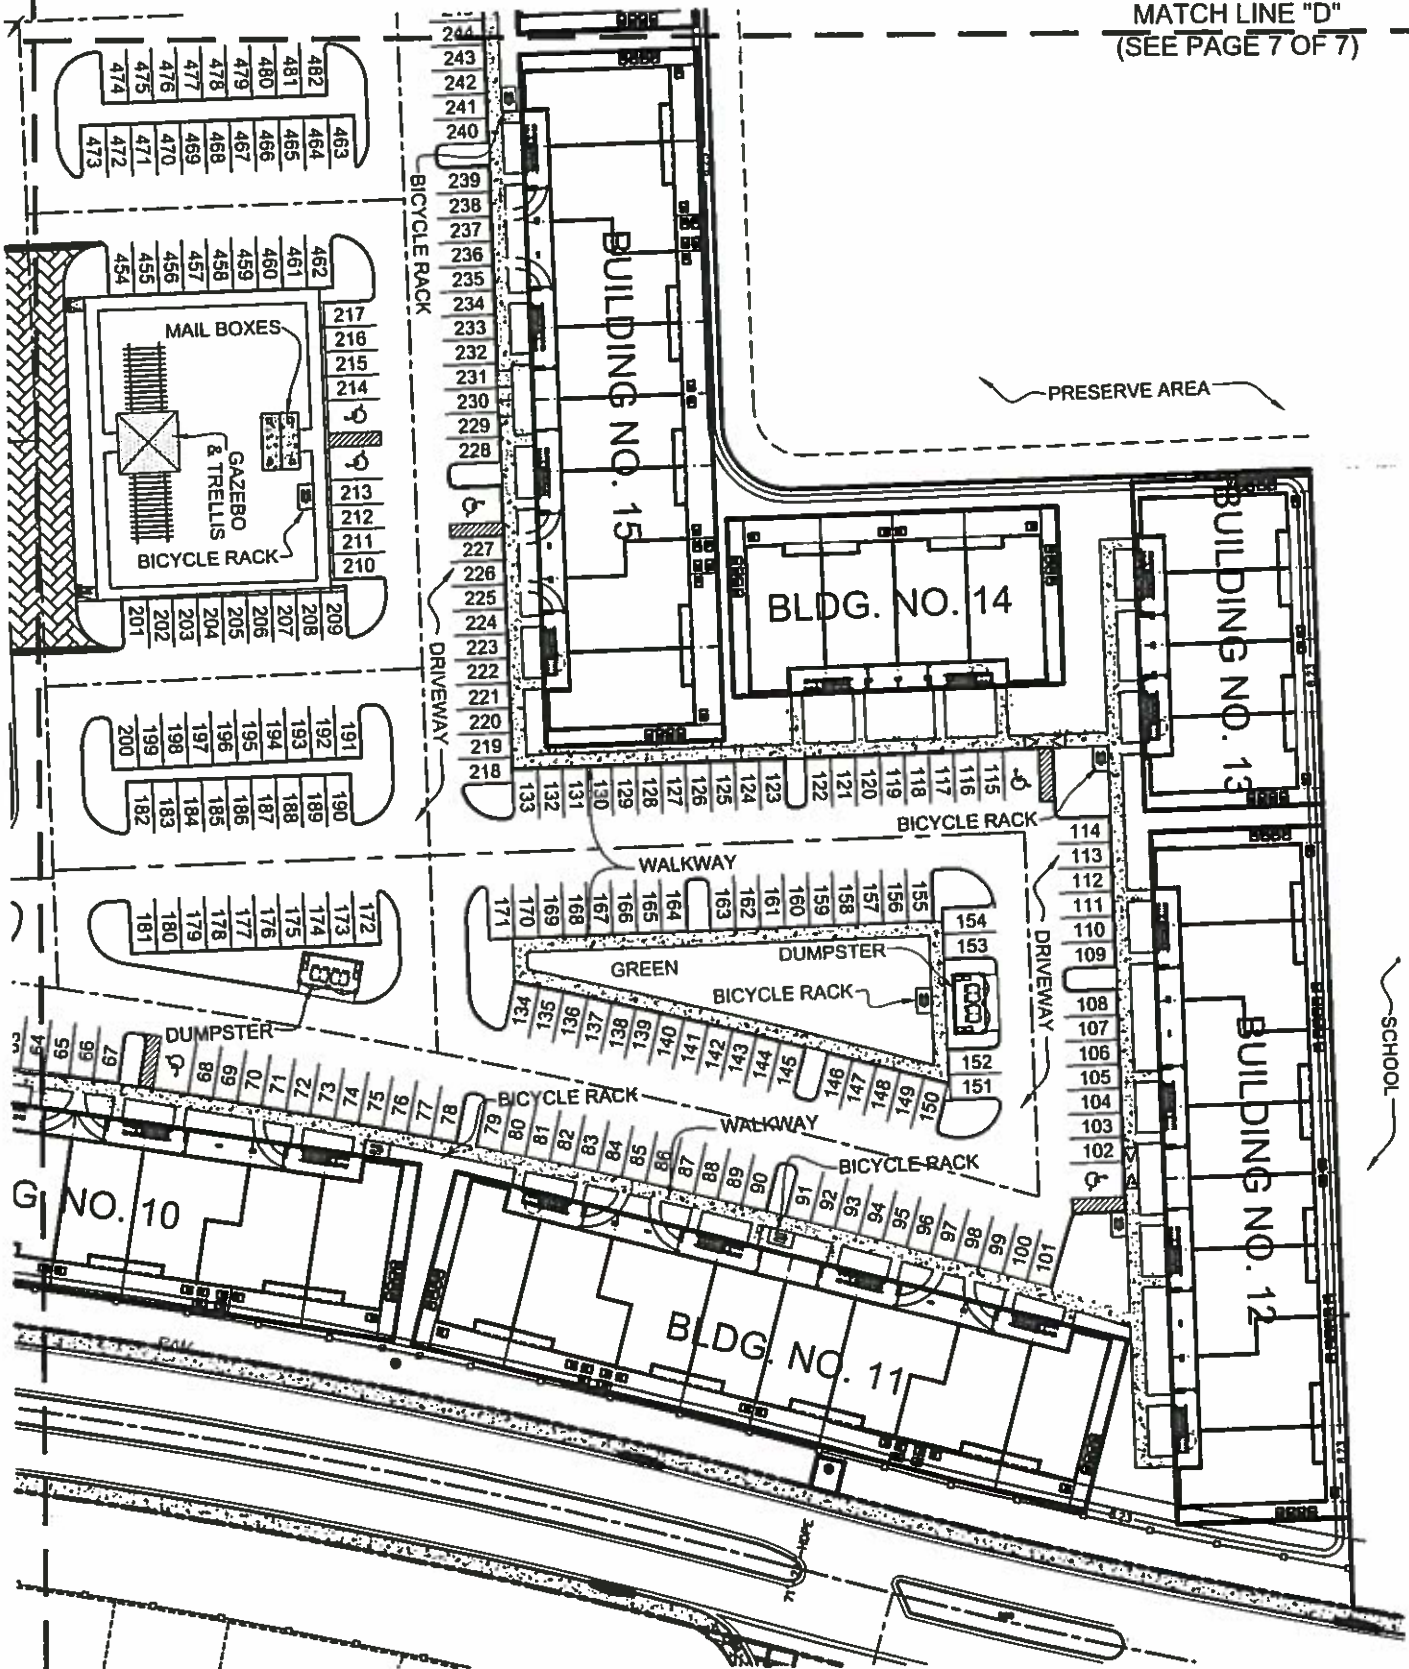 MATCH LINE "D"
(SEE PAGE 7 OF 7)
244
243
242
241
240
239
238
237
236
235
234
233
232
231
230
229
228
227
226
225
224
223
222
221
220
219
218
474 475 476 477 478 479 480 481 482
473 472 471 470 469 468 467 466 465 464 463
454 455 456 457 458 459 460 461 462
217
216
215
214
213
212
211
210
MAIL BOXES
GAZEBO
& TRELLIS
BICYCLE RACK
BICYCLE RACK
201 202 203 204 205 206 207 208 209
DRIVEWAY
BUILDING NO. 15
PRESERVE AREA
BLDG. NO. 14
BUILDING NO. 13
8.23
200 199 198 197 196 195 194 193 192 191
182 183 184 185 186 187 188 189 190
133 132 131 130 129 128 127 126 125 124 123 122 121 120 119 118 117 116 115
BICYCLE RACK
WALKWAY
114
113
112
111
110
109
108
107
106
105
104
103
102
181 180 179 178 177 176 175 174 173 172
171 170 169 168 167 166 165 164 163 162 161 160 159 158 157 156 155
154
153
DUMPSTER
GREEN
BICYCLE RACK
DRIVEWAY
152
151
134 135 136 137 138 139 140 141 142 143 144 145 146 147 148 149 150
DUMPSTER
64 65 66 67 68 69 70 71 72 73 74 75 76 77 78 79 80 81 82 83 84 85 86 87 88 89 90 91 92 93 94 95 96 97 98 99 100 101
BICYCLE RACK
WALKWAY
BICYCLE RACK
SCHOOL
BUILDING NO. 12
G NO. 10
BLDG. NO. 11
8.23
8.23
HOPE